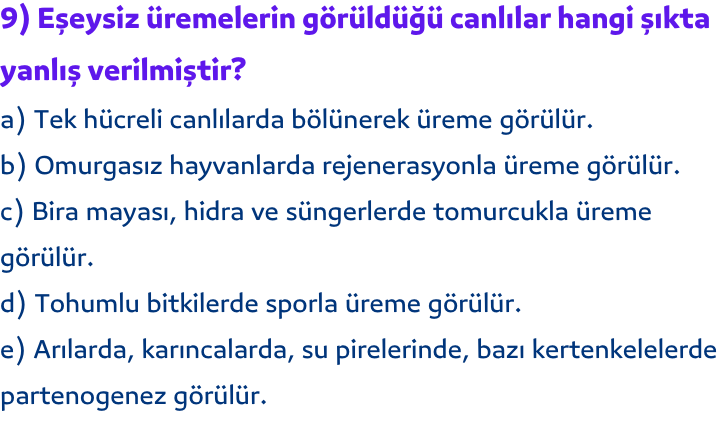 9) Eşeysiz üremelerin görüldüğü canlılar hangi şıkta
yanlış verilmiştir?
a) Tek hücreli canlılarda bölünerek üreme görülür.
b) Omurgasız hayvanlarda rejenerasyonla üreme görülür.
c) Bira mayası, hidra ve süngerlerde tomurcukla üreme
görülür.
d) Tohumlu bitkilerde sporla üreme görülür.
e) Arılarda, karıncalarda, su pirelerinde, bazı kertenkelelerde
partenogenez görülür.